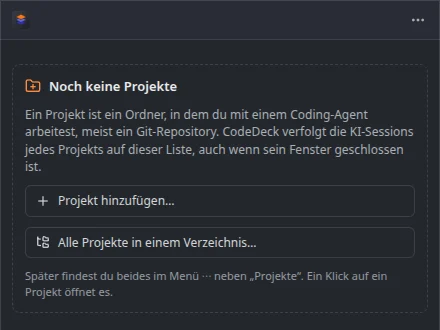 Noch keine Projekte
Ein Projekt ist ein Ordner, in dem du mit einem Coding-Agent
arbeitest, meist ein Git-Repository. CodeDeck verfolgt die KI-Sessions
jedes Projekts auf dieser Liste, auch wenn sein Fenster geschlossen
ist.
Projekt hinzufügen…
Alle Projekte in einem Verzeichnis…
Später findest du beides im Menü ··· neben „Projekte“. Ein Klick auf ein
Projekt öffnet es.